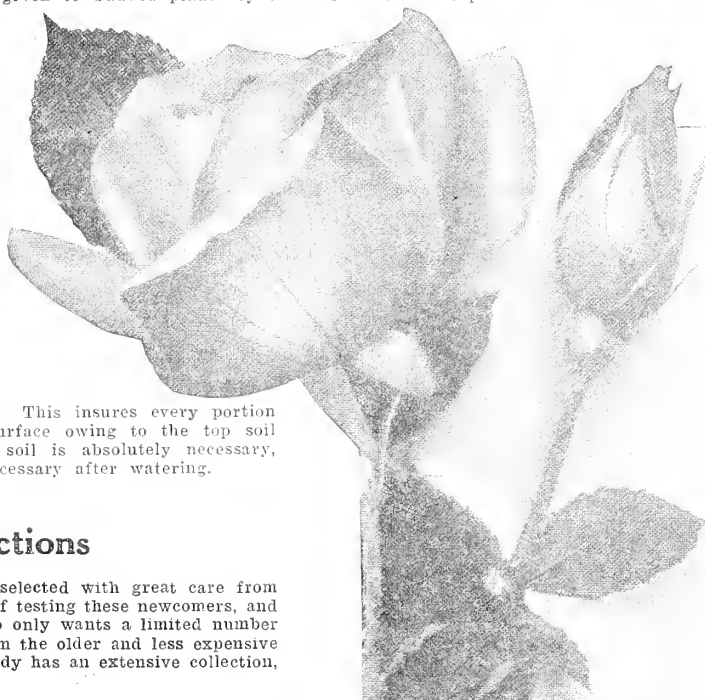 This insures every portion
urface owing to the top soil
soil is absolutely necessary,
cessary after watering.
ctions
selected with great care from
f testing these newcomers, and
o only wants a limited number
m the older and less expensive
dy has an extensive collection,